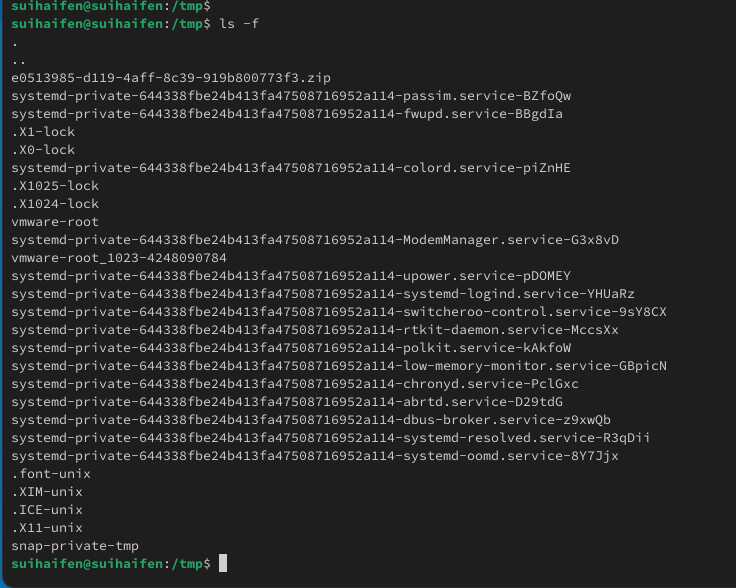 suihaifen@suihaifen:/tmp$
suihaifen@suihaifen:/tmp$ ls -f
.
..
e0513985-d119-4aff-8c39-919b800773f3.zip
systemd-private-644338fbe24b413fa47508716952a114-passim.service-BZfoQw
systemd-private-644338fbe24b413fa47508716952a114-fwupd.service-BBgdIa
.X1-lock
.X0-lock
systemd-private-644338fbe24b413fa47508716952a114-colord.service-piZnHE
.X1025-lock
.X1024-lock
vmware-root
systemd-private-644338fbe24b413fa47508716952a114-ModemManager.service-G3x8vD
vmware-root_1023-4248090784
systemd-private-644338fbe24b413fa47508716952a114-upower.service-pDOMEY
systemd-private-644338fbe24b413fa47508716952a114-systemd-logind.service-YHUaRz
systemd-private-644338fbe24b413fa47508716952a114-switcheroo-control.service-9sY8CX
systemd-private-644338fbe24b413fa47508716952a114-rtkit-daemon.service-MccsXx
systemd-private-644338fbe24b413fa47508716952a114-polkit.service-kAkfoW
systemd-private-644338fbe24b413fa47508716952a114-low-memory-monitor.service-GBpicN
systemd-private-644338fbe24b413fa47508716952a114-chronyd.service-PclGxc
systemd-private-644338fbe24b413fa47508716952a114-abrtd.service-D29tdG
systemd-private-644338fbe24b413fa47508716952a114-dbus-broker.service-z9xwQb
systemd-private-644338fbe24b413fa47508716952a114-systemd-resolved.service-R3qDii
systemd-private-644338fbe24b413fa47508716952a114-systemd-oomd.service-8Y7Jjx
.font-unix
.XIM-unix
.ICE-unix
.X11-unix
snap-private-tmp
suihaifen@suihaifen:/tmp$